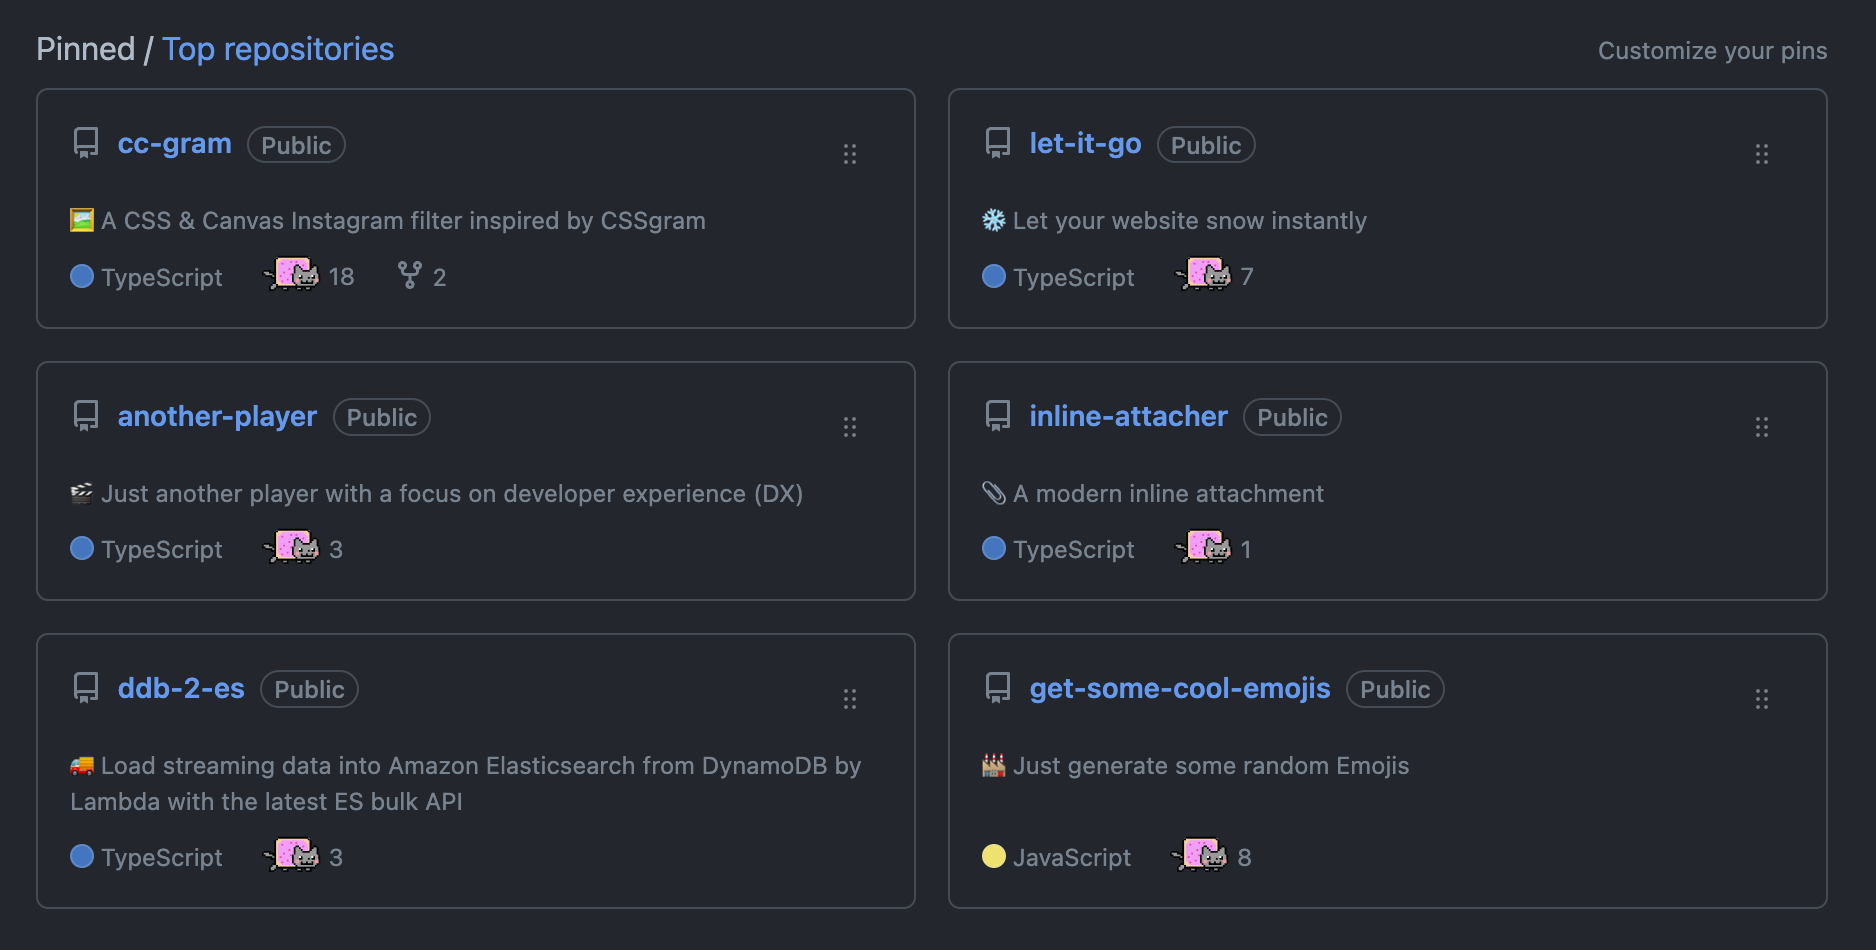 Pinned / Top repositories
Customize your pins
cc-gram Public
🖼️ A CSS & Canvas Instagram filter inspired by CSSgram
TypeScript 18 2
let-it-go Public
❄️ Let your website snow instantly
TypeScript 7
another-player Public
🎬 Just another player with a focus on developer experience (DX)
TypeScript 3
inline-attacher Public
📎 A modern inline attachment
TypeScript 1
ddb-2-es Public
🚚 Load streaming data into Amazon Elasticsearch from DynamoDB by
Lambda with the latest ES bulk API
TypeScript 3
get-some-cool-emojis Public
🏭 Just generate some random Emojis
JavaScript 8